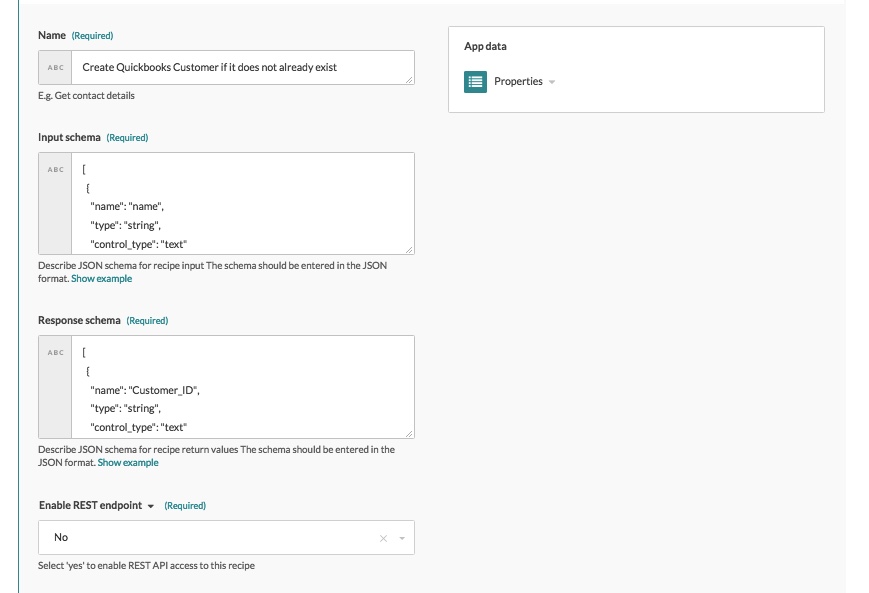 Name (Required)
ABC
Create Quickbooks Customer if it does not already exist
E.g. Get contact details
Input schema (Required)
ABC
[
{
"name": "name",
"type": "string",
"control_type": "text"
Describe JSON schema for recipe input The schema should be entered in the JSON
format. Show example
Response schema (Required)
ABC
[
{
"name": "Customer_ID",
"type": "string",
"control_type": "text"
Describe JSON schema for recipe return values The schema should be entered in the
JSON format. Show example
Enable REST endpoint (Required)
No
Select 'yes' to enable REST API access to this recipe
App data
Properties